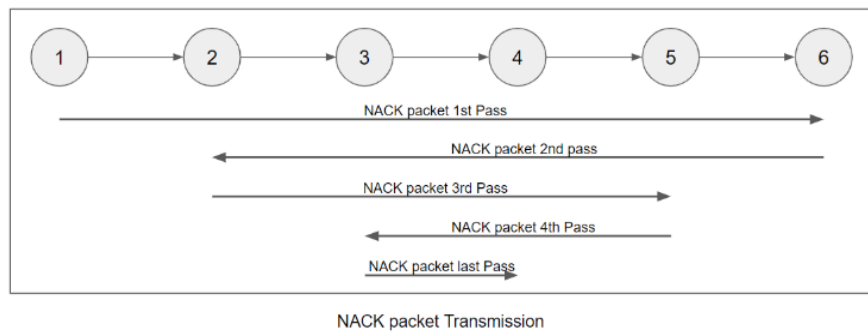 1 2 3 4 5 6
NACK packet 1st Pass
NACK packet 2nd pass
NACK packet 3rd Pass
NACK packet 4th Pass
NACK packet last Pass
NACK packet Transmission